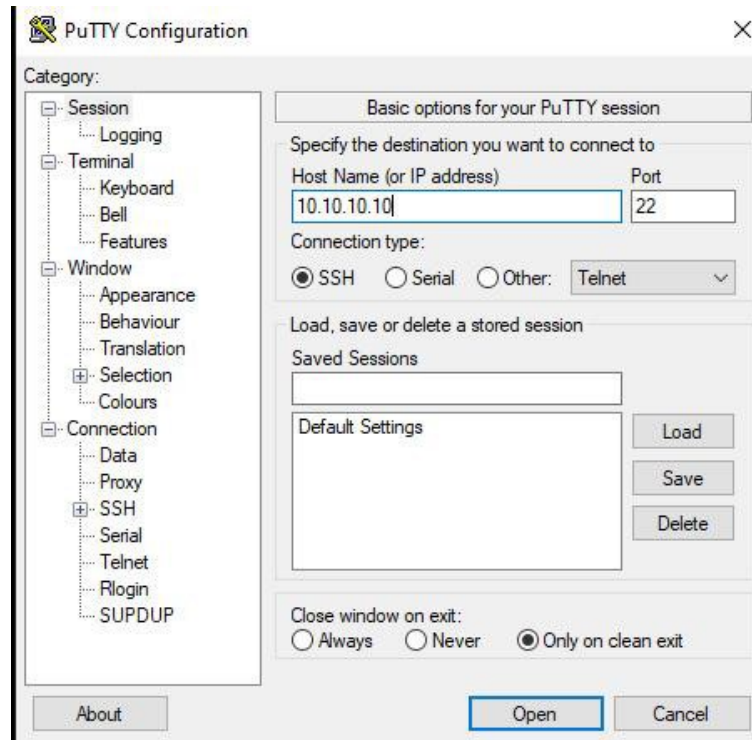 PuTTY Configuration
Category:
Session
Logging
Terminal
Keyboard
Bell
Features
Window
Appearance
Behaviour
Translation
Selection
Colours
Connection
Data
Proxy
SSH
Serial
Telnet
Rlogin
SUPDUP
Basic options for your PuTTY session
Specify the destination you want to connect to
Host Name (or IP address) Port
10.10.10.10 22
Connection type:
SSH Serial Other: Telnet
Load, save or delete a stored session
Saved Sessions
Default Settings
Load
Save
Delete
Close window on exit:
Always Never Only on clean exit
About Open Cancel